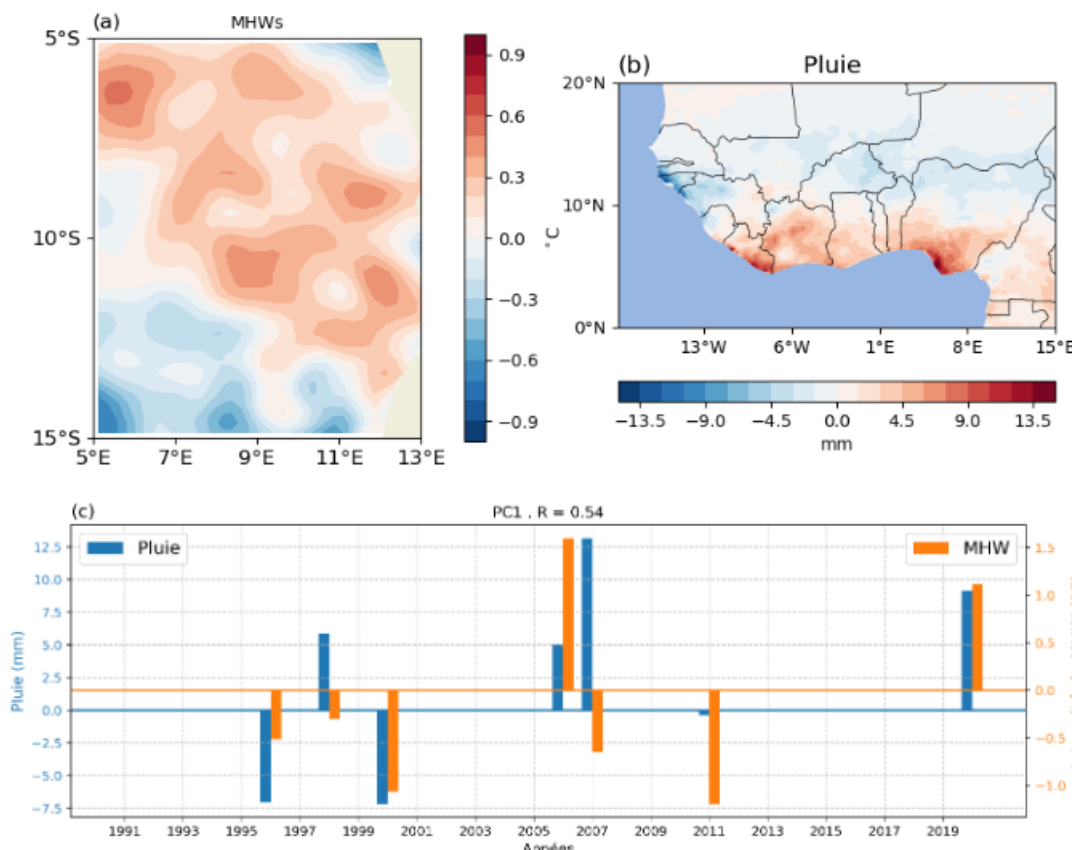 (a)
MHWs
5°S
10°S
15°S
5°E 7°E 9°E 11°E 13°E
0.9
0.6
0.3
0.0
−0.3
−0.6
−0.9
°C
(b)
Pluie
20°N
10°N
0°N
13°W 6°W 1°E 8°E 15°E
−13.5 −9.0 −4.5 0.0 4.5 9.0 13.5
mm
(c)
PC1 , R = 0.54
Pluie
MHW
Pluie (mm)
12.5
10.0
7.5
5.0
2.5
0.0
−2.5
−5.0
−7.5
1.5
1.0
0.5
0.0
−0.5
−1.0
1991 1993 1995 1997 1999 2001 2003 2005 2007 2009 2011 2013 2015 2017 2019
Années